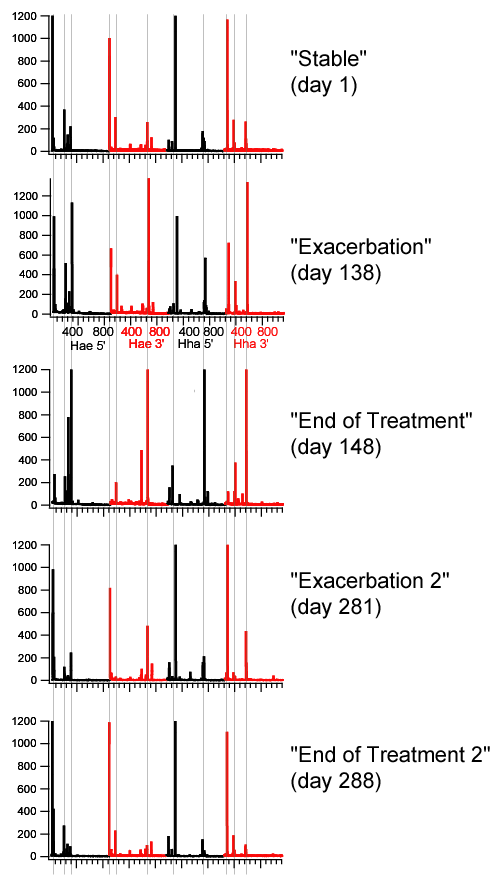 1200
1000
800
600
400
200
0
"Stable"
(day 1)
1200
1000
800
600
400
200
0
"Exacerbation"
(day 138)
400 800 400 800 400 800 400 800
Hae 5' Hae 3' Hha 5' Hha 3'
1200
1000
800
600
400
200
0
"End of Treatment"
(day 148)
1200
1000
800
600
400
200
0
"Exacerbation 2"
(day 281)
1200
1000
800
600
400
200
0
"End of Treatment 2"
(day 288)